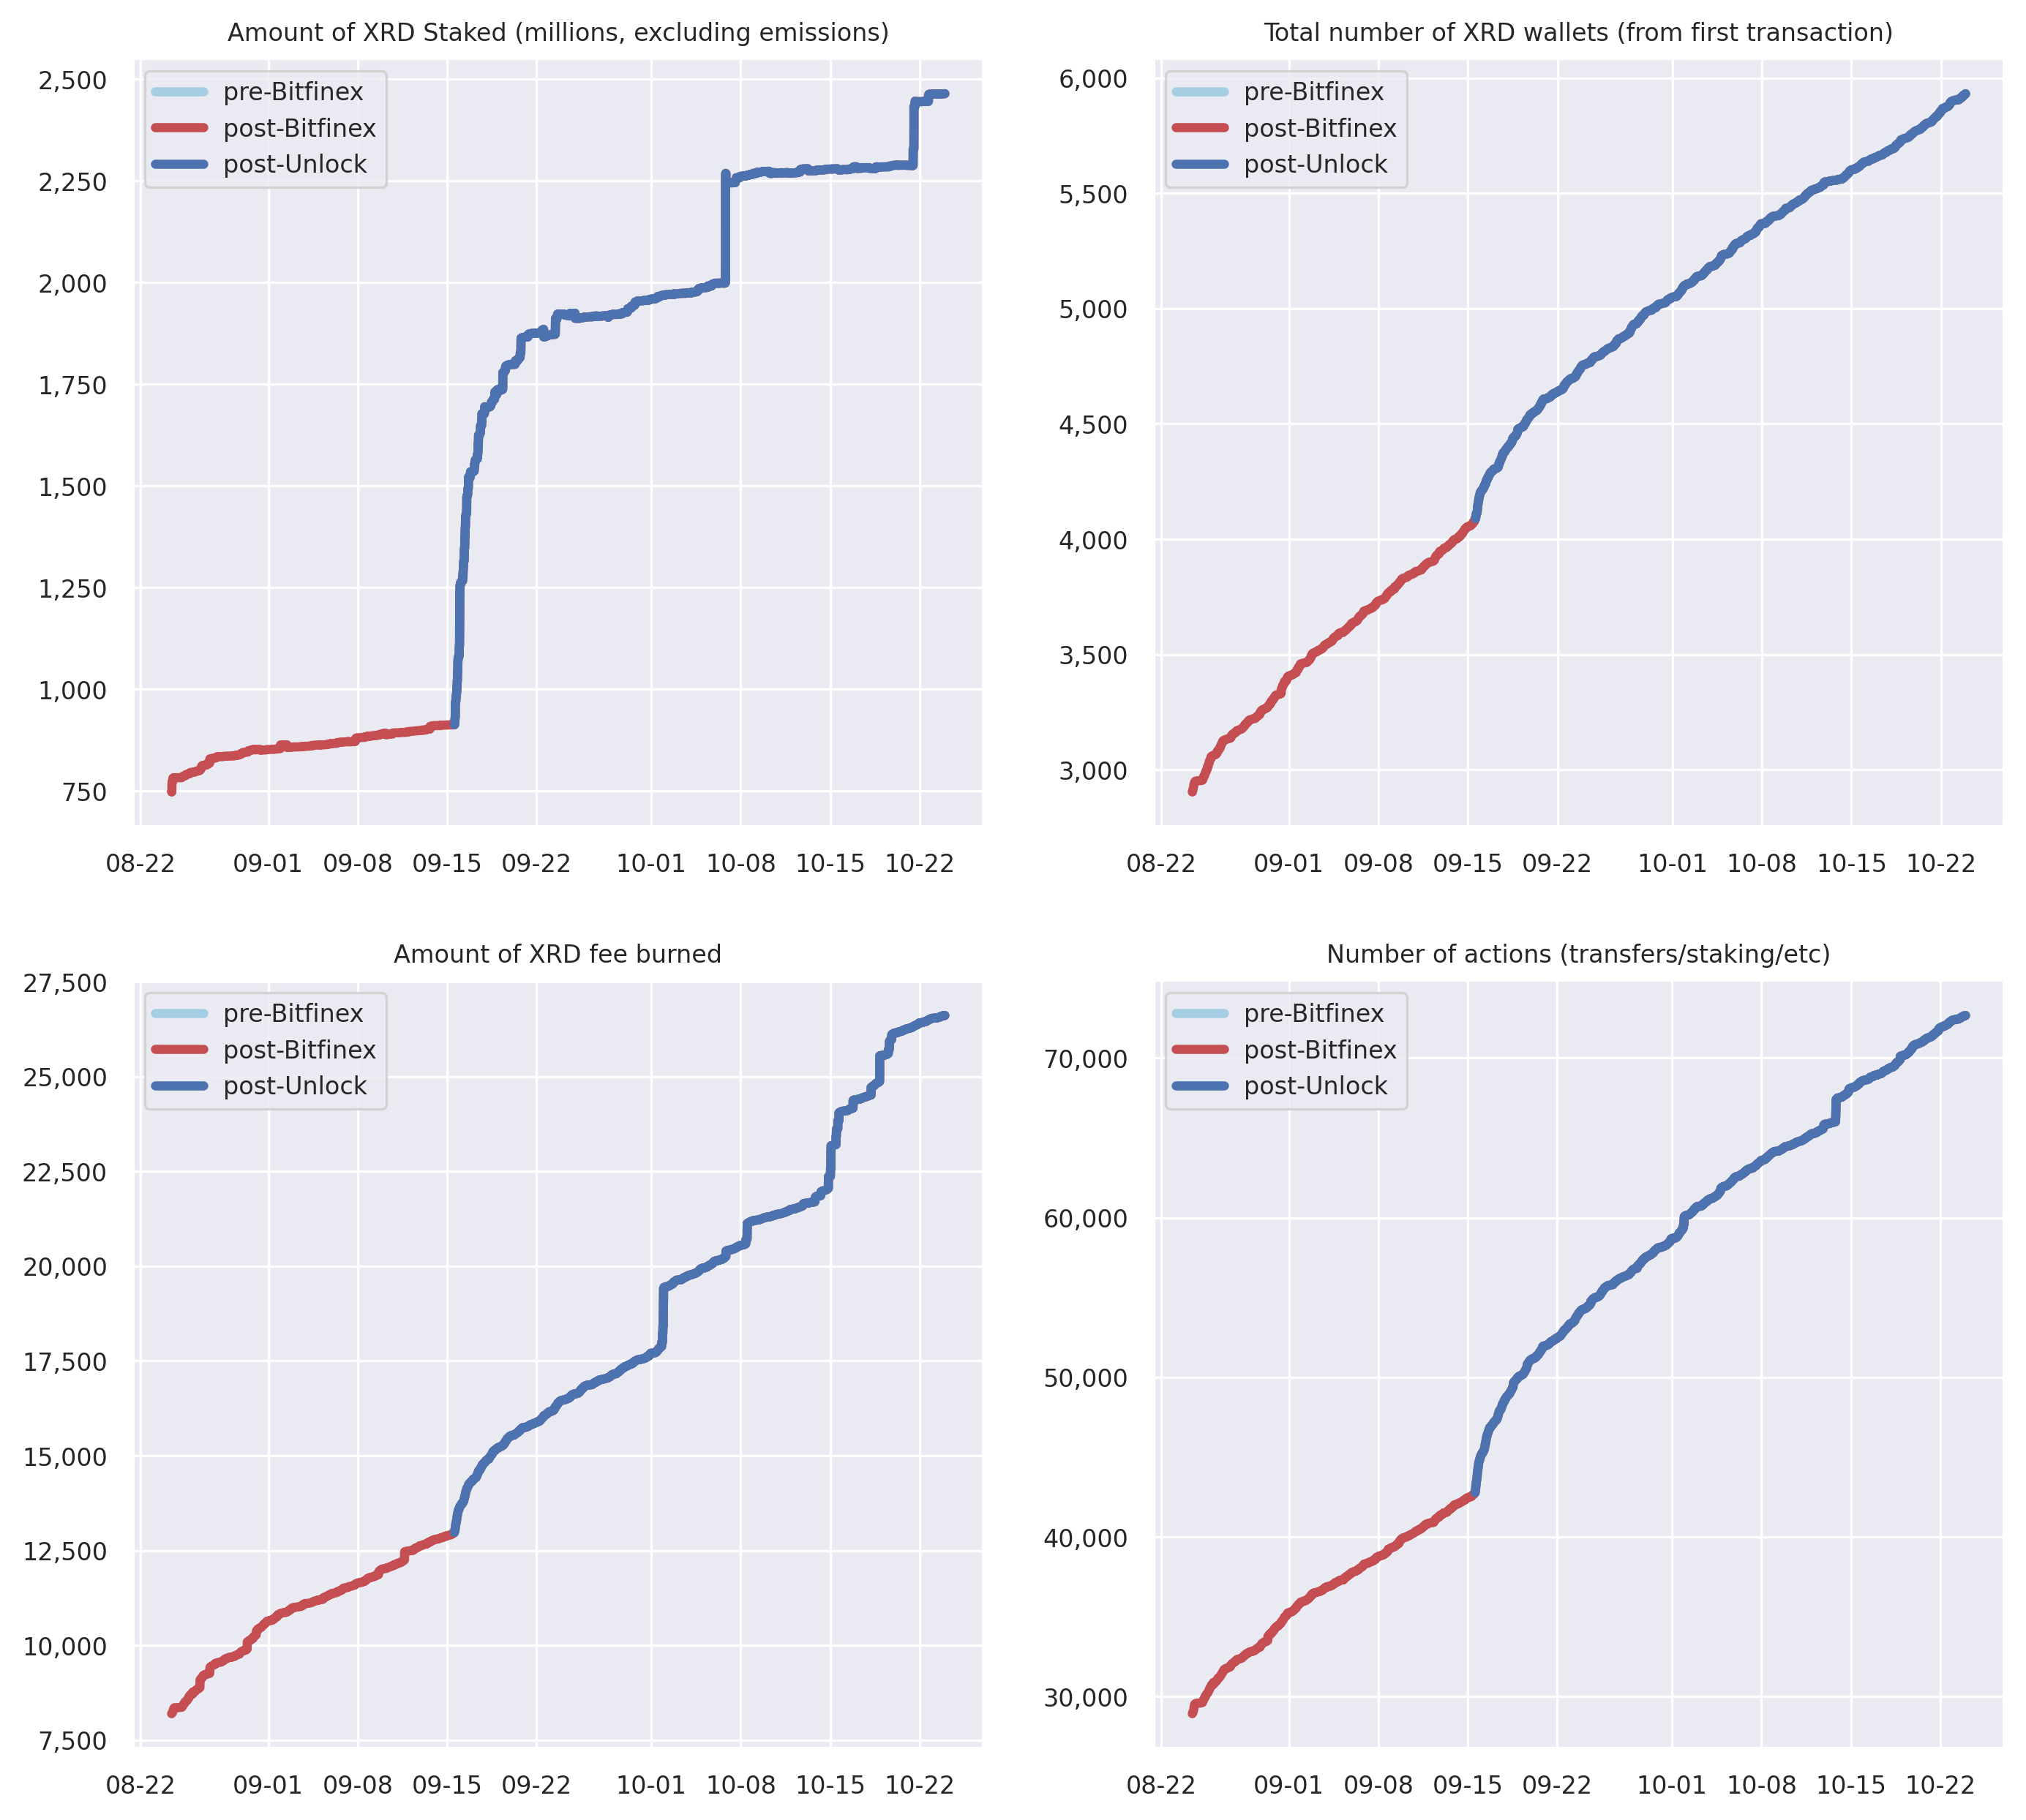 Amount of XRD Staked (millions, excluding emissions)
2,500
2,250
2,000
1,750
1,500
1,250
1,000
750
pre-Bitfinex
post-Bitfinex
post-Unlock
08-22 09-01 09-08 09-15 09-22 10-01 10-08 10-15 10-22
Total number of XRD wallets (from first transaction)
6,000
5,500
5,000
4,500
4,000
3,500
3,000
pre-Bitfinex
post-Bitfinex
post-Unlock
08-22 09-01 09-08 09-15 09-22 10-01 10-08 10-15 10-22
Amount of XRD fee burned
27,500
25,000
22,500
20,000
17,500
15,000
12,500
10,000
7,500
pre-Bitfinex
post-Bitfinex
post-Unlock
08-22 09-01 09-08 09-15 09-22 10-01 10-08 10-15 10-22
Number of actions (transfers/staking/etc)
70,000
60,000
50,000
40,000
30,000
pre-Bitfinex
post-Bitfinex
post-Unlock
08-22 09-01 09-08 09-15 09-22 10-01 10-08 10-15 10-22